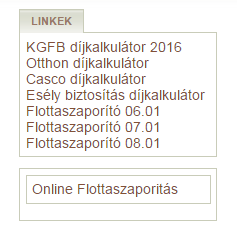 LINKEK
KGFB díjkalkulátor 2016
Otthon díjkalkulátor
Casco díjkalkulátor
Esély biztosítás díjkalkulátor
Flottaszaporító 06.01
Flottaszaporító 07.01
Flottaszaporító 08.01
Online Flottaszaporitás